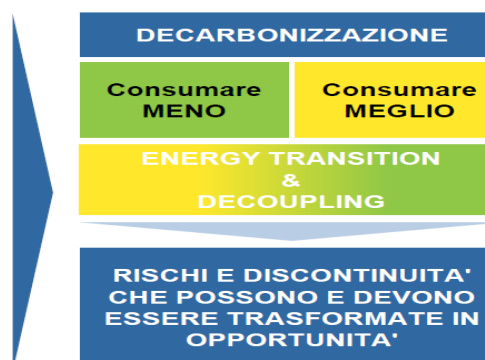 DECARBONIZZAZIONE
Consumare
MENO
Consumare
MEGLIO
ENERGY TRANSITION
&
DECOUPLING
RISCHI E DISCONTINUITA'
CHE POSSONO E DEVONO
ESSERE TRASFORMATE IN
OPPORTUNITA'